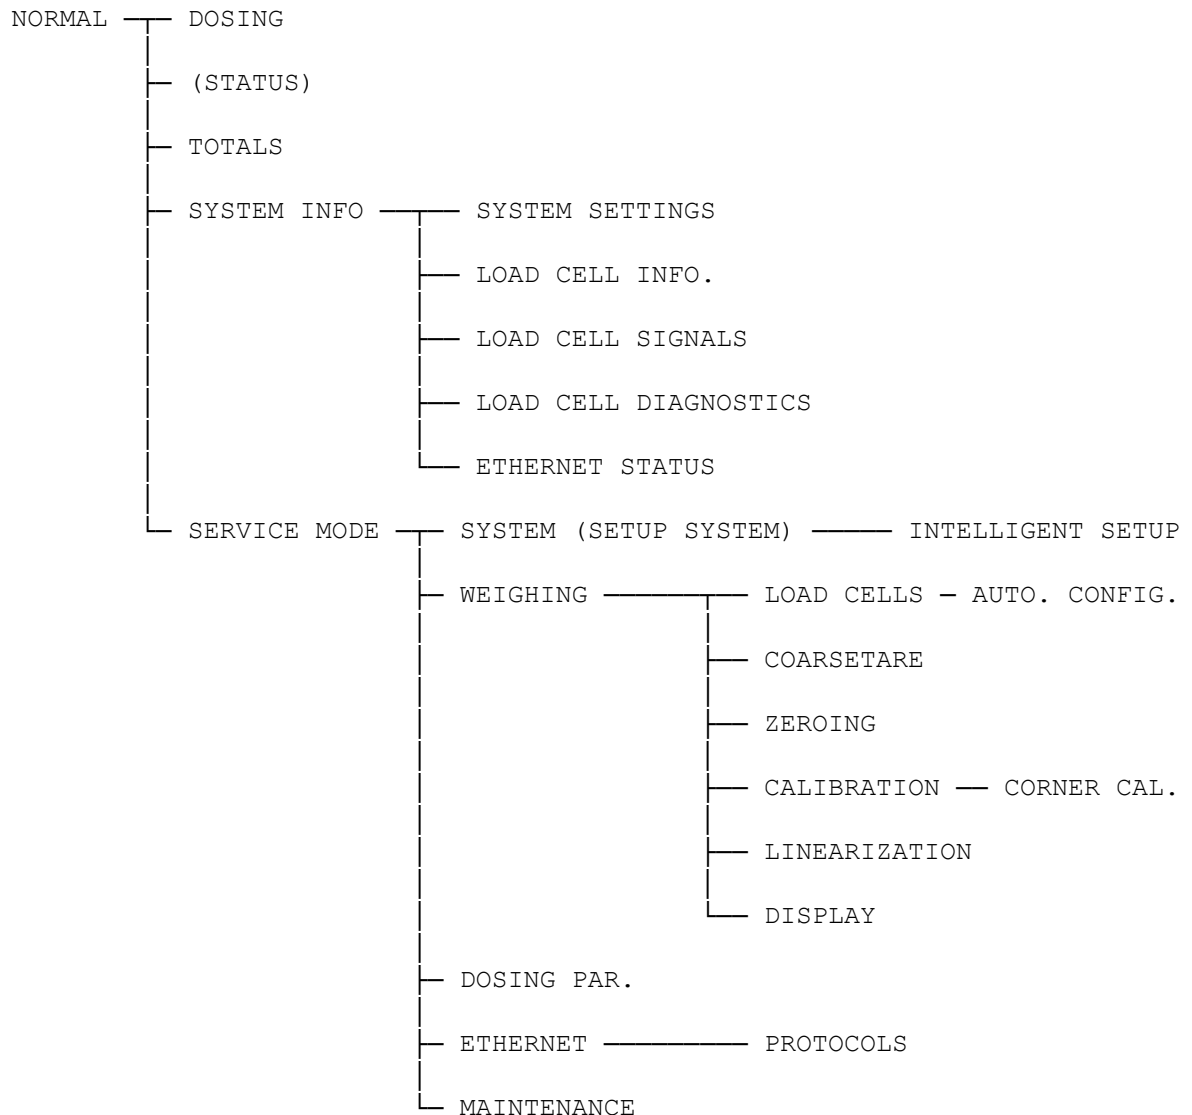 NORMAL DOSING
(STATUS)
TOTALS
SYSTEM INFO SYSTEM SETTINGS
LOAD CELL INFO.
LOAD CELL SIGNALS
LOAD CELL DIAGNOSTICS
ETHERNET STATUS
SERVICE MODE SYSTEM (SETUP SYSTEM) INTELLIGENT SETUP
WEIGHING LOAD CELLS AUTO. CONFIG.
COARSETARE
ZEROING
CALIBRATION CORNER CAL.
LINEARIZATION
DISPLAY
DOSING PAR.
ETHERNET PROTOCOLS
MAINTENANCE